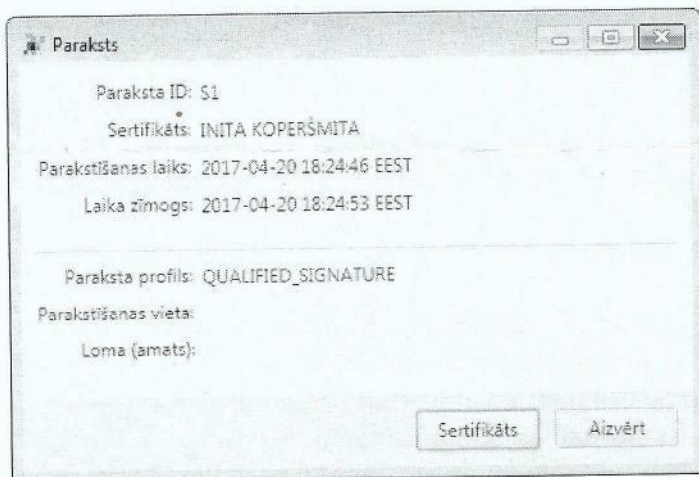 Paraksts
Paraksta ID: S1
Sertifikāts: INITA KOPERŠMITA
Parakstīšanas laiks: 2017-04-20 18:24:46 EEST
Laika zīmogs: 2017-04-20 18:24:53 EEST
Paraksta profils: QUALIFIED_SIGNATURE
Parakstīšanas vieta:
Loma (amats):
Sertifikāts Aizvērt